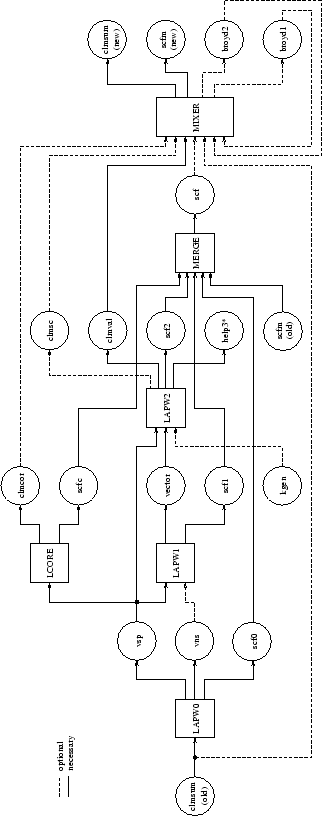 clmsum
(new)
scfm
(new)
broyd2
broyd1
MIXER
scf
MERGE
clmsc
clmval
scf2
help3*
scfm
(old)
LAPW2
clmcor
scfc
vector
scf1
kgen
LCORE
LAPW1
vsp
vns
scf0
LAPW0
clmsum
(old)
optional
necessary